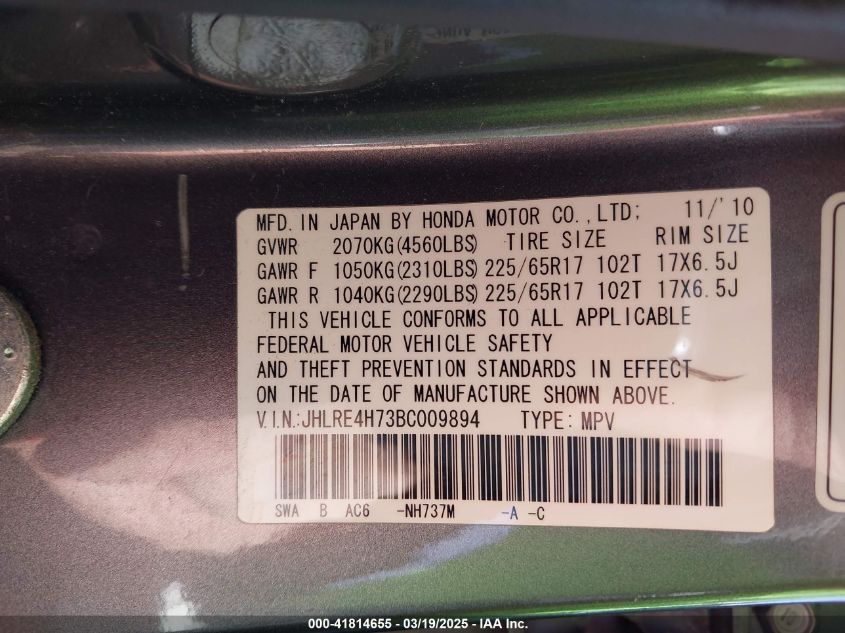 MFD. IN JAPAN BY HONDA MOTOR CO.,LTD; 11/'10
GVWR 2070KG(4560LBS) TIRE SIZE RIM SIZE
GAWR F 1050KG(2310LBS) 225/65R17 102T 17X6.5J
GAWR R 1040KG(2290LBS) 225/65R17 102T 17X6.5J
THIS VEHICLE CONFORMS TO ALL APPLICABLE
FEDERAL MOTOR VEHICLE SAFETY
AND THEFT PREVENTION STANDARDS IN EFFECT
ON THE DATE OF MANUFACTURE SHOWN ABOVE.
V.I.N.:JHLRE4H73BC009894 TYPE: MPV
SWA B AC6 -NH737M -A -C
000-41814655 - 03/19/2025 - IAA Inc.